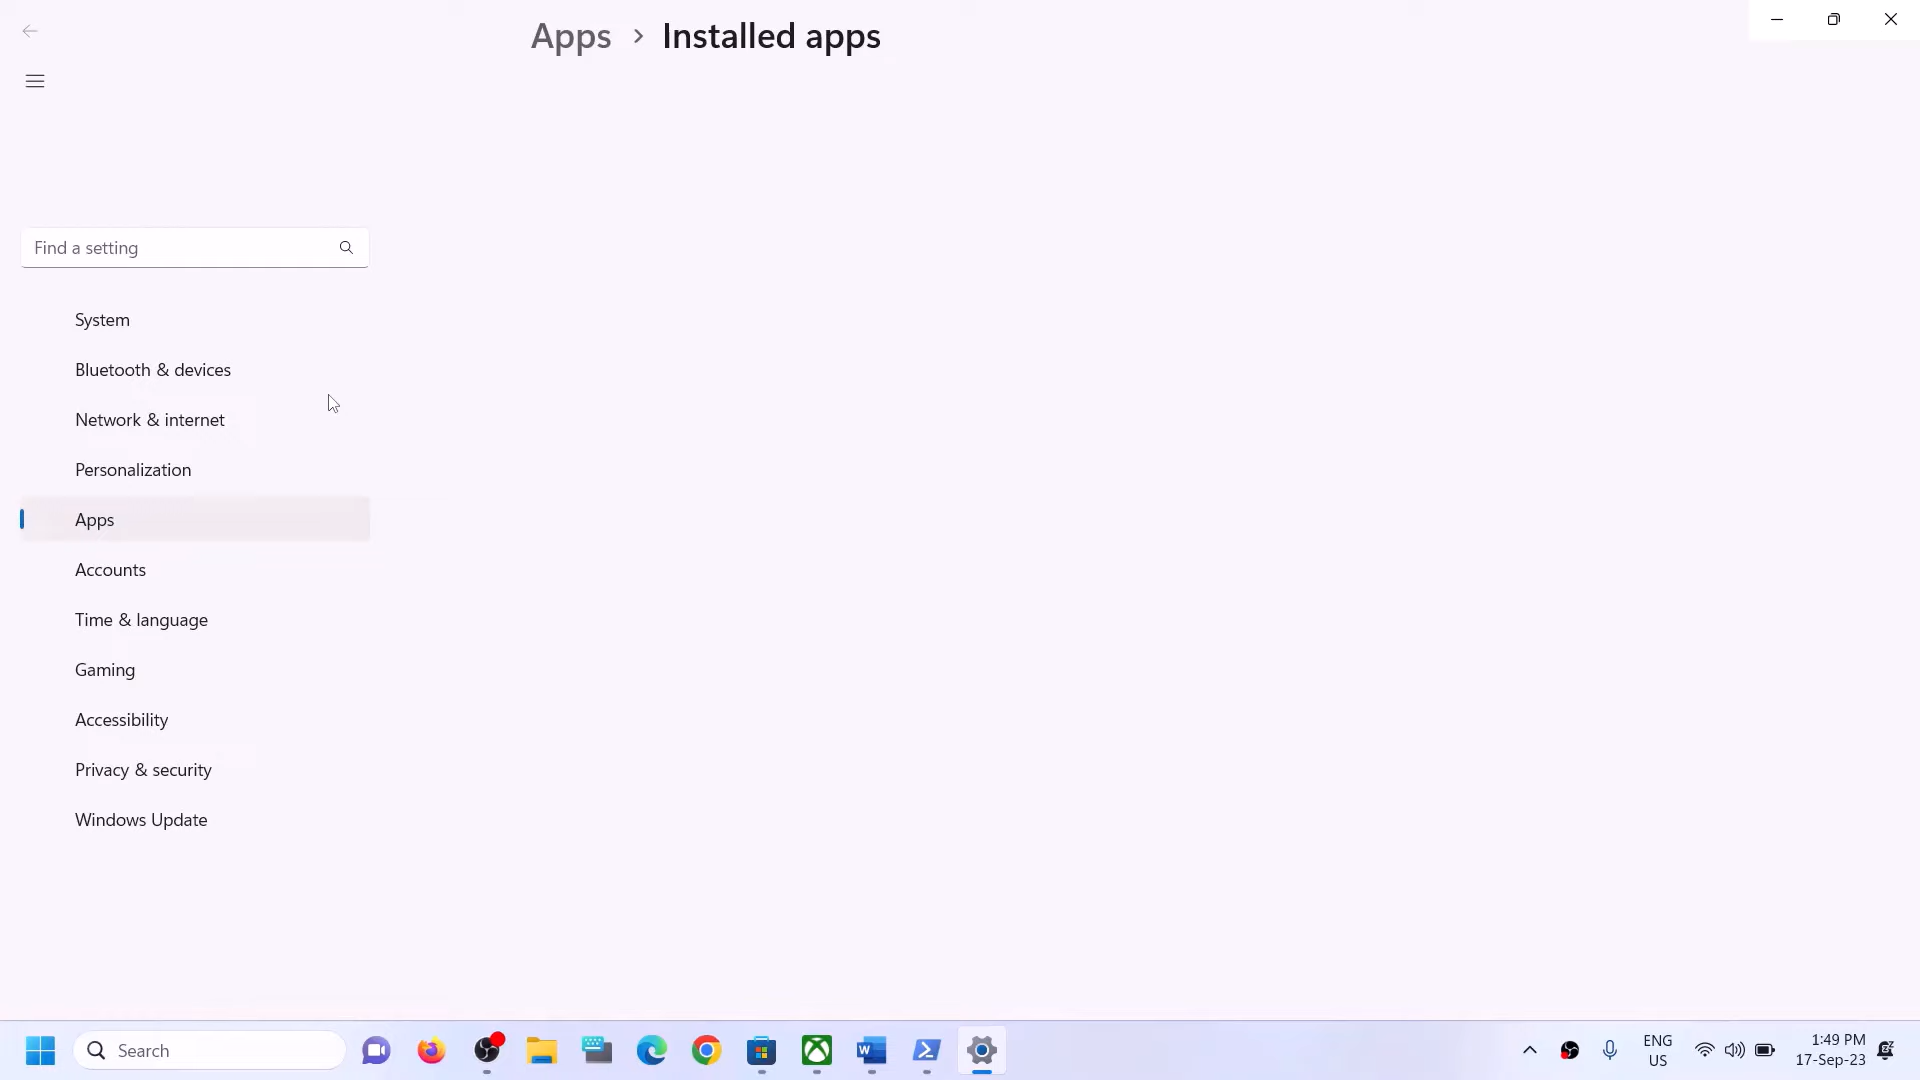 Apps > Installed apps
Find a setting
System
Bluetooth & devices
Network & internet
Personalization
Apps
Accounts
Time & language
Gaming
Accessibility
Privacy & security
Windows Update
Search
ENG
US
1:49 PM
17-Sep-23